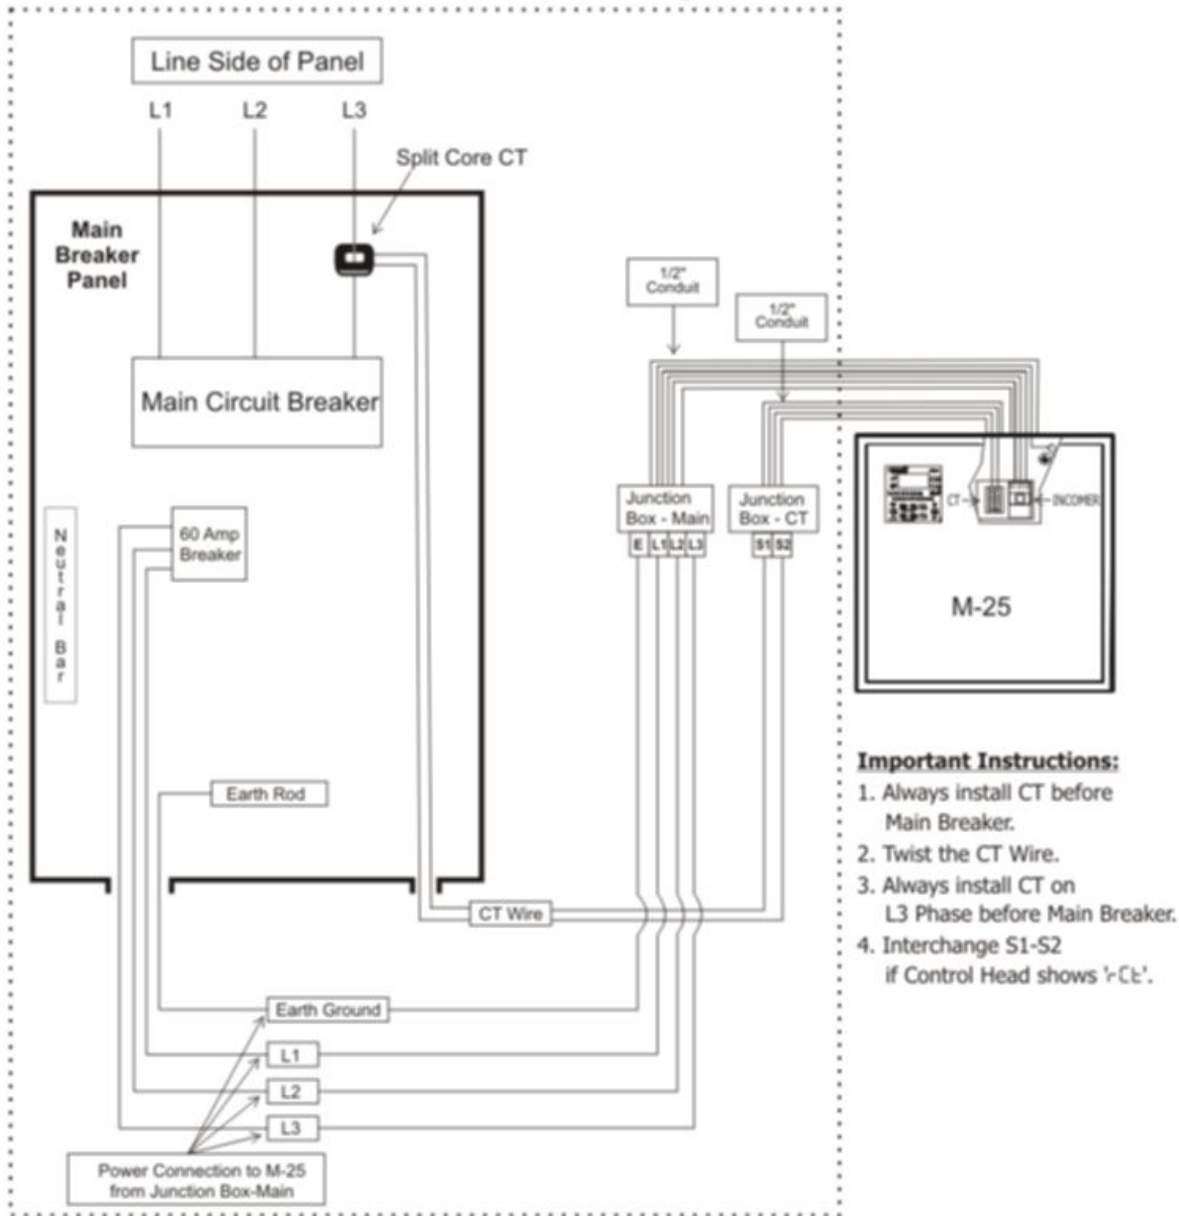 Line Side of Panel
L1
L2
L3
Split Core CT
Main
Breaker
Panel
1/2"
Conduit
1/2"
Conduit
Main Circuit Breaker
Junction
Box - Main
E
L1
L2
L3
Junction
Box - CT
S1
S2
CT
INCOMER
M-25
Neutral Bar
60 Amp
Breaker
Earth Rod
CT Wire
Earth Ground
L1
L2
L3
Power Connection to M-25
from Junction Box-Main
Important Instructions:
1. Always install CT before
Main Breaker.
2. Twist the CT Wire.
3. Always install CT on
L3 Phase before Main Breaker.
4. Interchange S1-S2
if Control Head shows 'rCt'.